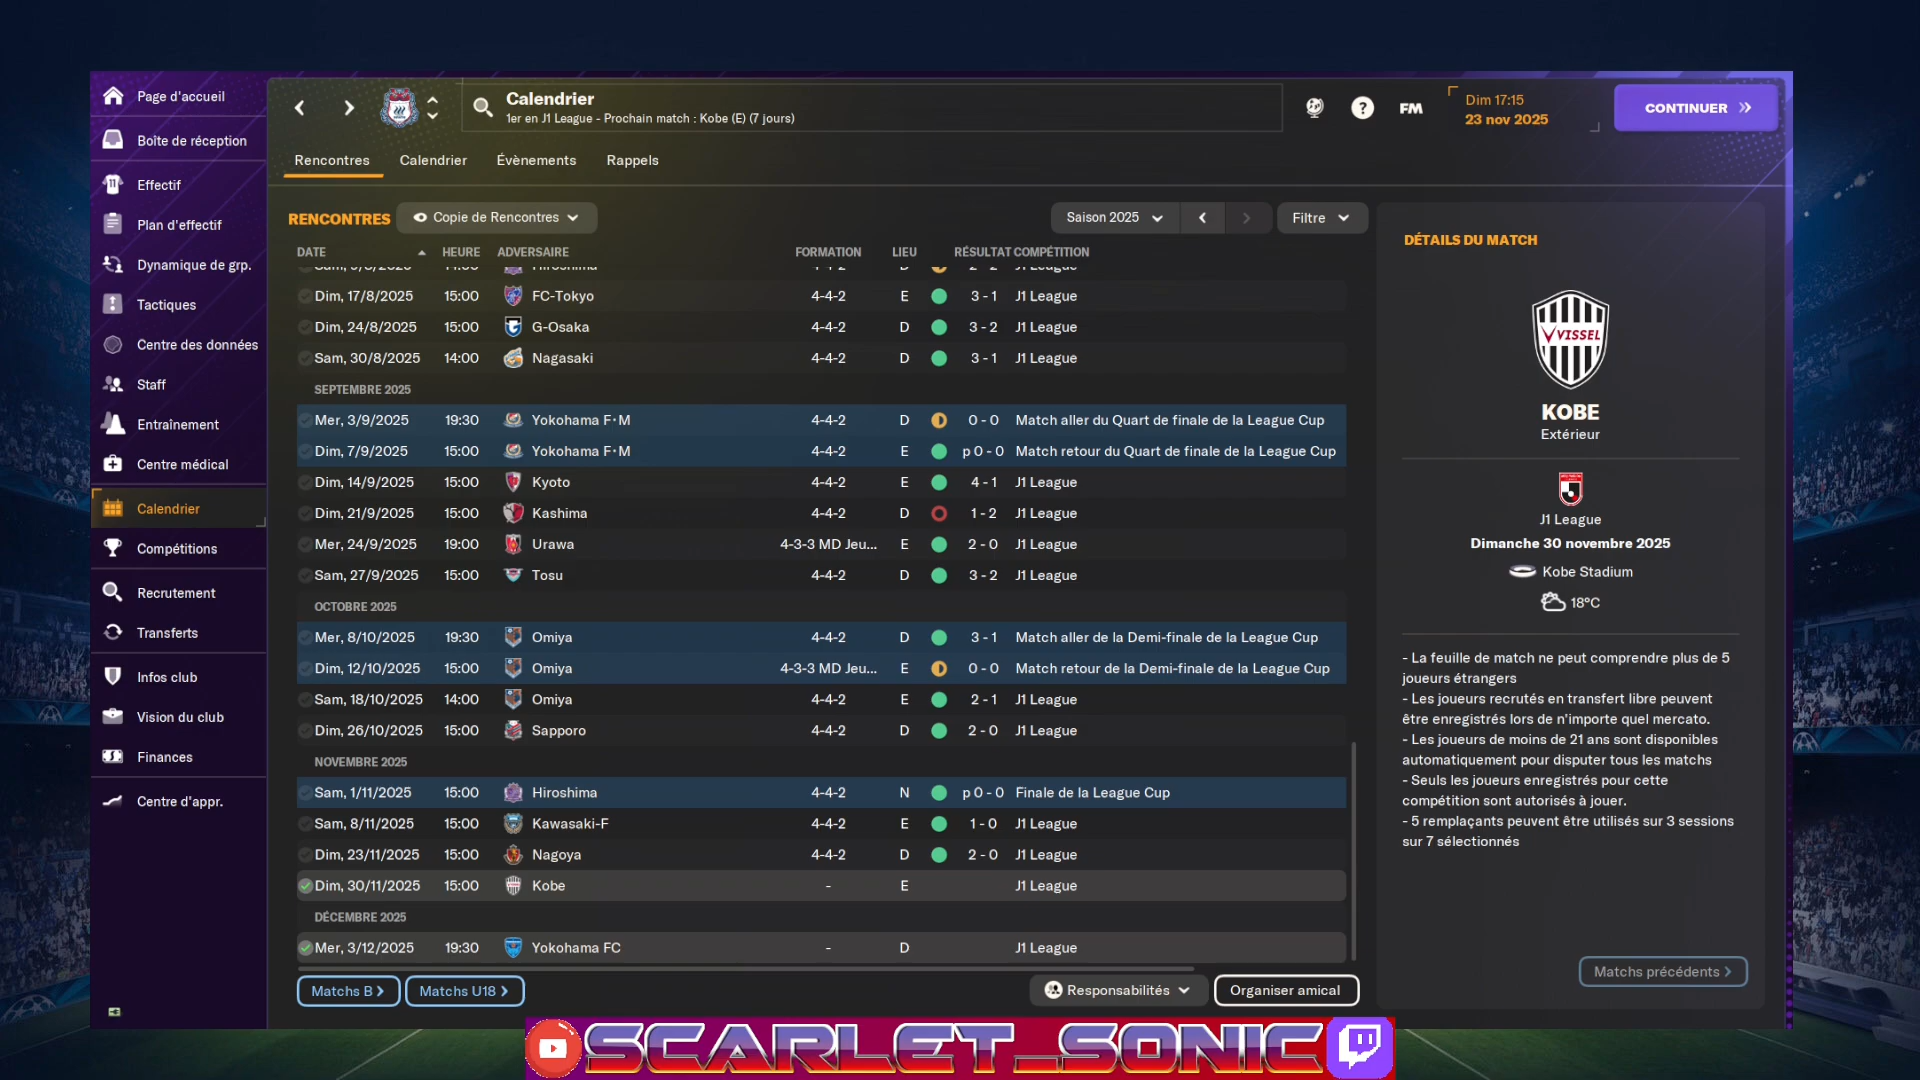 Page d'accueil
Boîte de réception
Effectif
Plan d'effectif
Dynamique de grp.
Tactiques
Centre des données
Staff
Entraînement
Centre médical
Calendrier
Compétitions
Recrutement
Transferts
Infos club
Vision du club
Finances
Centre d'appr.
Calendrier
1er en J1 League - Prochain match : Kobe (E) (7 jours)
FM
Dim 17:15
23 nov 2025
CONTINUER
Rencontres Calendrier Évènements Rappels
RENCONTRES Copie de Rencontres Saison 2025 Filtre
DATE HEURE ADVERSAIRE FORMATION LIEU RÉSULTAT COMPÉTITION
Dim, 17/8/2025 15:00 FC-Tokyo 4-4-2 E 3 - 1 J1 League
Dim, 24/8/2025 15:00 G-Osaka 4-4-2 D 3 - 2 J1 League
Sam, 30/8/2025 14:00 Nagasaki 4-4-2 D 3 - 1 J1 League
SEPTEMBRE 2025
Mer, 3/9/2025 19:30 Yokohama F·M 4-4-2 D 0 - 0 Match aller du Quart de finale de la League Cup
Dim, 7/9/2025 15:00 Yokohama F·M 4-4-2 E p 0 - 0 Match retour du Quart de finale de la League Cup
Dim, 14/9/2025 15:00 Kyoto 4-4-2 E 4 - 1 J1 League
Dim, 21/9/2025 15:00 Kashima 4-4-2 D 1 - 2 J1 League
Mer, 24/9/2025 19:00 Urawa 4-3-3 MD Jeu... E 2 - 0 J1 League
Sam, 27/9/2025 15:00 Tosu 4-4-2 D 3 - 2 J1 League
OCTOBRE 2025
Mer, 8/10/2025 19:30 Omiya 4-4-2 D 3 - 1 Match aller de la Demi-finale de la League Cup
Dim, 12/10/2025 15:00 Omiya 4-3-3 MD Jeu... E 0 - 0 Match retour de la Demi-finale de la League Cup
Sam, 18/10/2025 14:00 Omiya 4-4-2 E 2 - 1 J1 League
Dim, 26/10/2025 15:00 Sapporo 4-4-2 D 2 - 0 J1 League
NOVEMBRE 2025
Sam, 1/11/2025 15:00 Hiroshima 4-4-2 N p 0 - 0 Finale de la League Cup
Sam, 8/11/2025 15:00 Kawasaki-F 4-4-2 E 1 - 0 J1 League
Dim, 23/11/2025 15:00 Nagoya 4-4-2 D 2 - 0 J1 League
Dim, 30/11/2025 15:00 Kobe - E J1 League
DÉCEMBRE 2025
Mer, 3/12/2025 19:30 Yokohama FC - D J1 League
Matchs B Matchs U18 Responsabilités Organiser amical
DÉTAILS DU MATCH
VISSEL
KOBE
Extérieur
J1 League
Dimanche 30 novembre 2025
Kobe Stadium
18°C
- La feuille de match ne peut comprendre plus de 5
joueurs étrangers
- Les joueurs recrutés en transfert libre peuvent
être enregistrés lors de n'importe quel mercato.
- Les joueurs de moins de 21 ans sont disponibles
automatiquement pour disputer tous les matchs
- Seuls les joueurs enregistrés pour cette
compétition sont autorisés à jouer.
- 5 remplaçants peuvent être utilisés sur 3 sessions
sur 7 sélectionnés
Matchs précédents
SCARLET_SONIC